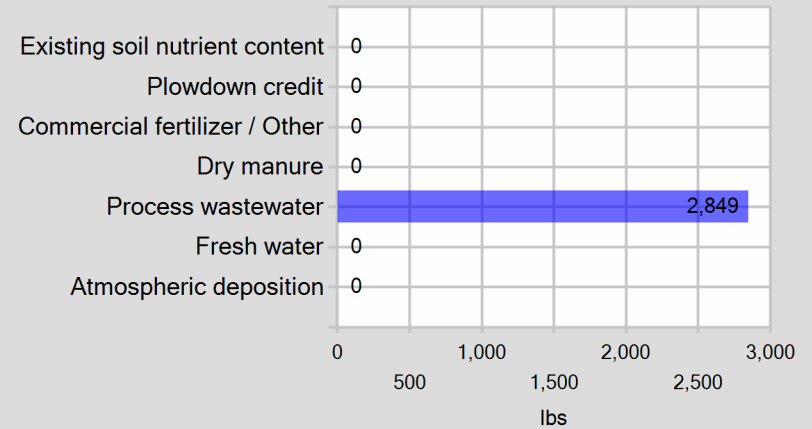 Existing soil nutrient content 0
Plowdown credit 0
Commercial fertilizer / Other 0
Dry manure 0
Process wastewater 2,849
Fresh water 0
Atmospheric deposition 0
0 1,000 2,000 3,000
500 1,500 2,500
lbs